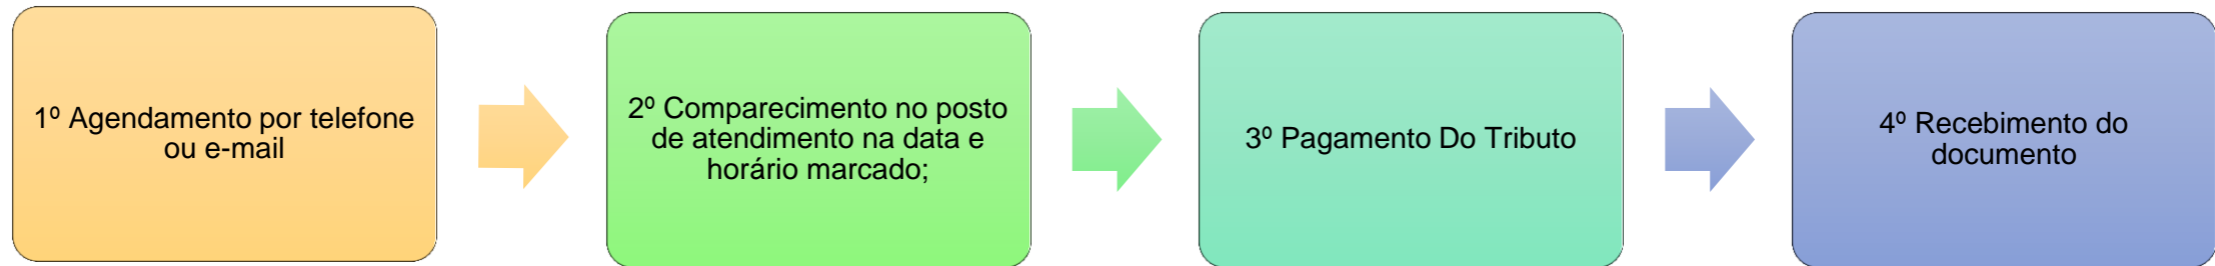 1º Agendamento por telefone
ou e-mail
2º Comparecimento no posto
de atendimento na data e
horário marcado;
3º Pagamento Do Tributo
4º Recebimento do
documento